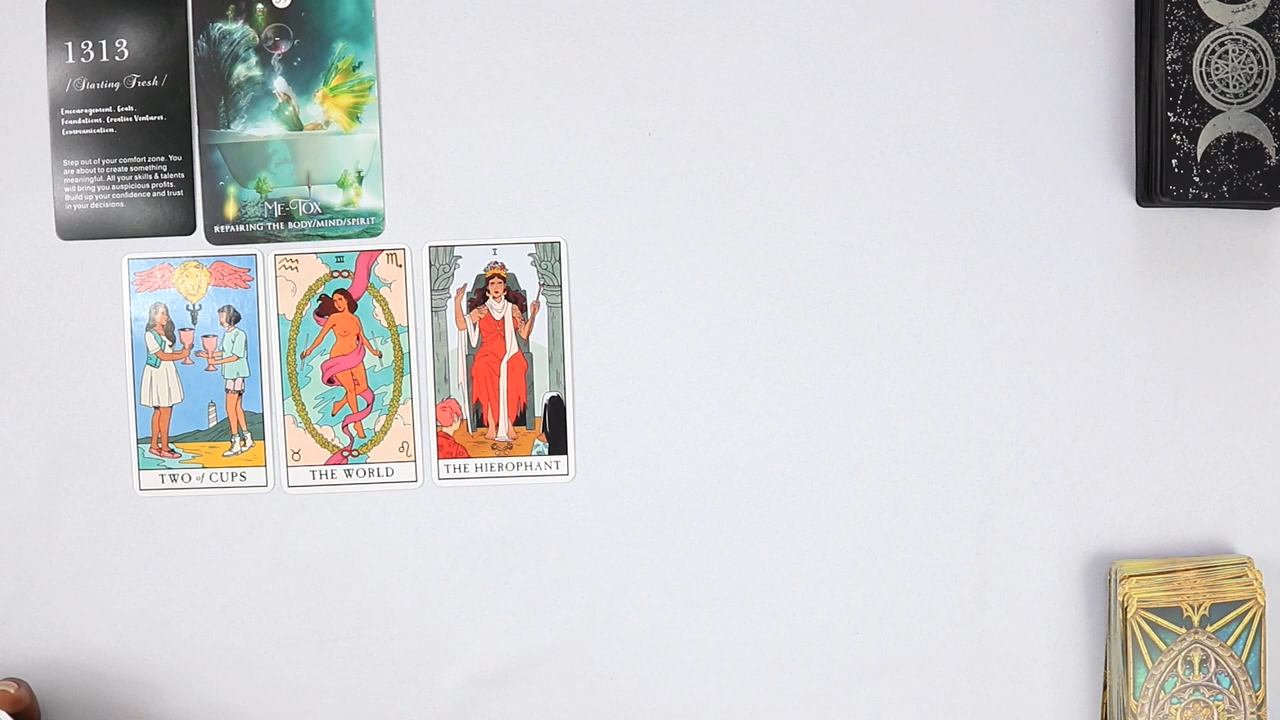 1313
/Starting Fresh/
Encouragement. Goals.
Foundations. Creative Ventures.
Communication.
Step out of your comfort zone. You
are about to create something
meaningful. All your skills & talents
will bring you auspicious profits.
Build up your confidence and trust
in your decisions.
ME-TOX
REPAIRING THE BODY/MIND/SPIRIT
TWO of CUPS
III
THE WORLD
I
THE HIEROPHANT